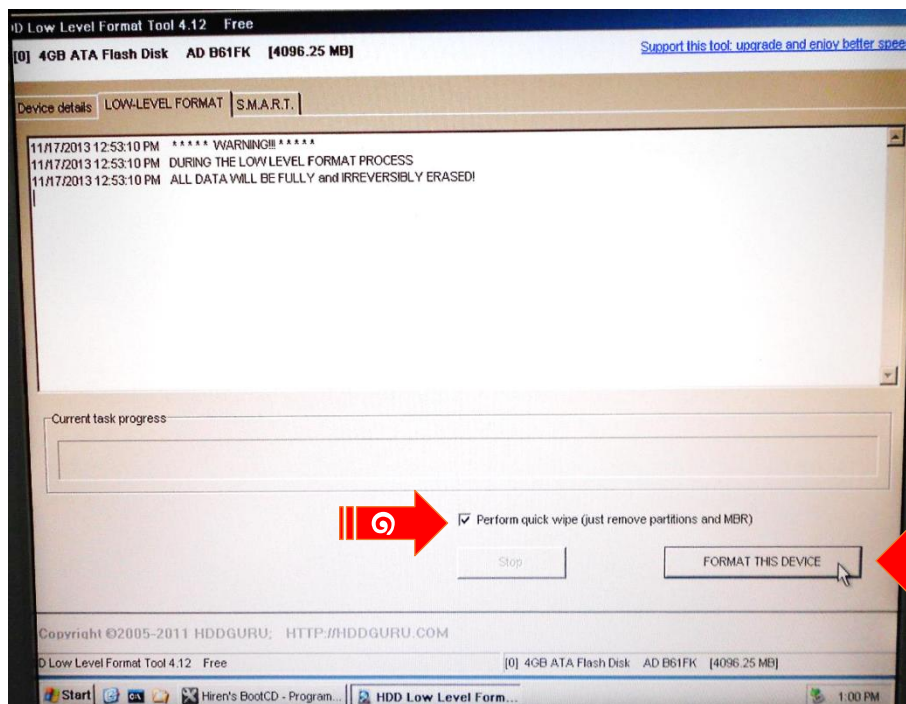 D Low Level Format Tool 4.12 Free
[0] 4GB ATA Flash Disk AD B61FK [4096.25 MB]
Support this tool: upgrade and enjoy better spee
Device details
LOW-LEVEL FORMAT
S.M.A.R.T.
11/17/2013 12:53:10 PM * * * * * WARNING!!! * * * * *
11/17/2013 12:53:10 PM DURING THE LOW LEVEL FORMAT PROCESS
11/17/2013 12:53:10 PM ALL DATA WILL BE FULLY and IRREVERSIBLY ERASED!
Current task progress
๑
Perform quick wipe (just remove partitions and MBR)
Stop
FORMAT THIS DEVICE
Copyright ©2005-2011 HDDGURU; HTTP://HDDGURU.COM
D Low Level Format Tool 4.12 Free
[0] 4GB ATA Flash Disk AD B61FK [4096.25 MB]
Start
Hiren's BootCD - Program...
HDD Low Level Form...
1:00 PM